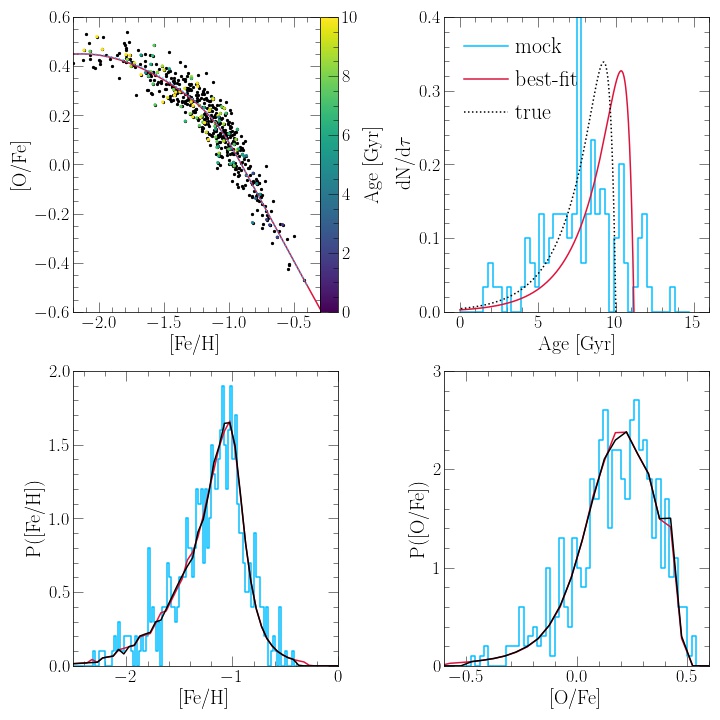 0.6
0.4
0.2
0.0
−0.2
−0.4
−0.6
[O/Fe]
−2.0 −1.5 −1.0 −0.5
[Fe/H]
10
8
6
4
2
0
Age [Gyr]
0.4
0.3
0.2
0.1
0.0
dN/dτ
mock
best-fit
true
0 5 10 15
Age [Gyr]
2.0
1.5
1.0
0.5
0.0
P([Fe/H])
−2 −1 0
[Fe/H]
3
2
1
0
P([O/Fe])
−0.5 0.0 0.5
[O/Fe]